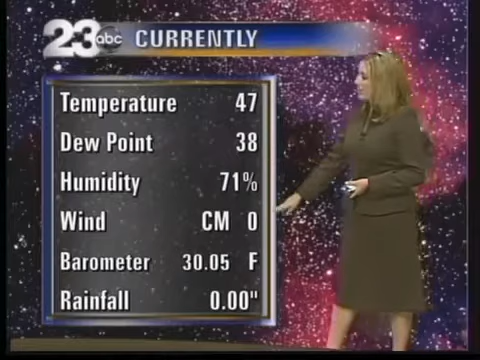 23 abc CURRENTLY
Temperature 47
Dew Point 38
Humidity 71%
Wind CM 0
Barometer 30.05 F
Rainfall 0.00"